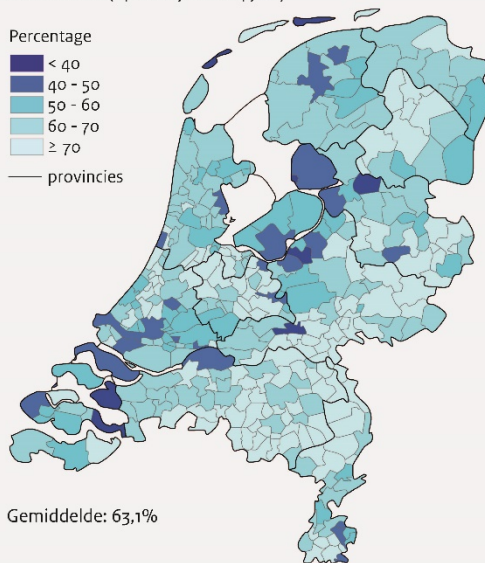 Percentage
< 40
40 - 50
50 - 60
60 - 70
≥ 70
provincies
Gemiddelde: 63,1%